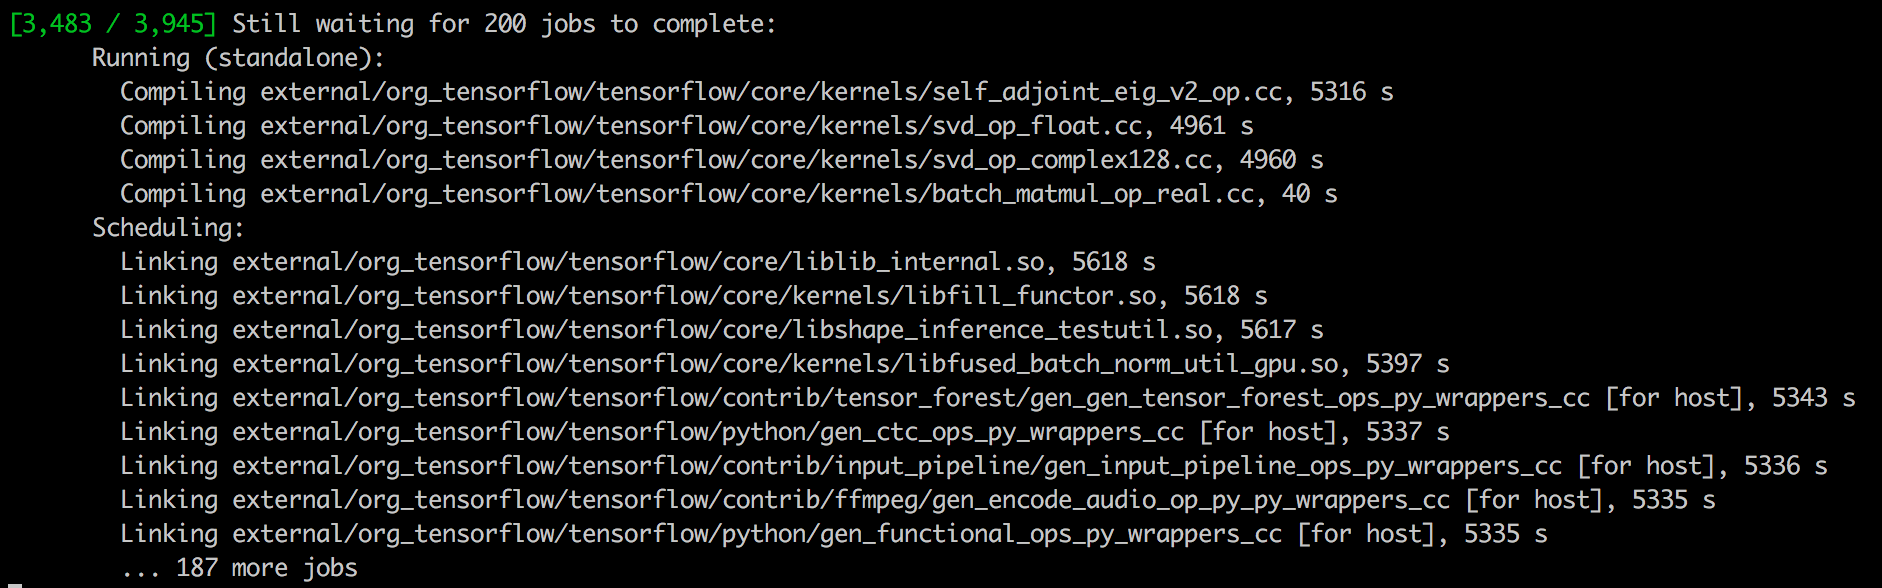 [3,483 / 3,945] Still waiting for 200 jobs to complete:
Running (standalone):
Compiling external/org_tensorflow/tensorflow/core/kernels/self_adjoint_eig_v2_op.cc, 5316 s
Compiling external/org_tensorflow/tensorflow/core/kernels/svd_op_float.cc, 4961 s
Compiling external/org_tensorflow/tensorflow/core/kernels/svd_op_complex128.cc, 4960 s
Compiling external/org_tensorflow/tensorflow/core/kernels/batch_matmul_op_real.cc, 40 s
Scheduling:
Linking external/org_tensorflow/tensorflow/core/liblib_internal.so, 5618 s
Linking external/org_tensorflow/tensorflow/core/kernels/libfill_functor.so, 5618 s
Linking external/org_tensorflow/tensorflow/core/libshape_inference_testutil.so, 5617 s
Linking external/org_tensorflow/tensorflow/core/kernels/libfused_batch_norm_util_gpu.so, 5397 s
Linking external/org_tensorflow/tensorflow/contrib/tensor_forest/gen_gen_tensor_forest_ops_py_wrappers_cc [for host], 5343 s
Linking external/org_tensorflow/tensorflow/python/gen_ctc_ops_py_wrappers_cc [for host], 5337 s
Linking external/org_tensorflow/tensorflow/contrib/input_pipeline/gen_input_pipeline_ops_py_wrappers_cc [for host], 5336 s
Linking external/org_tensorflow/tensorflow/contrib/ffmpeg/gen_encode_audio_op_py_py_wrappers_cc [for host], 5335 s
Linking external/org_tensorflow/tensorflow/python/gen_functional_ops_py_wrappers_cc [for host], 5335 s
... 187 more jobs